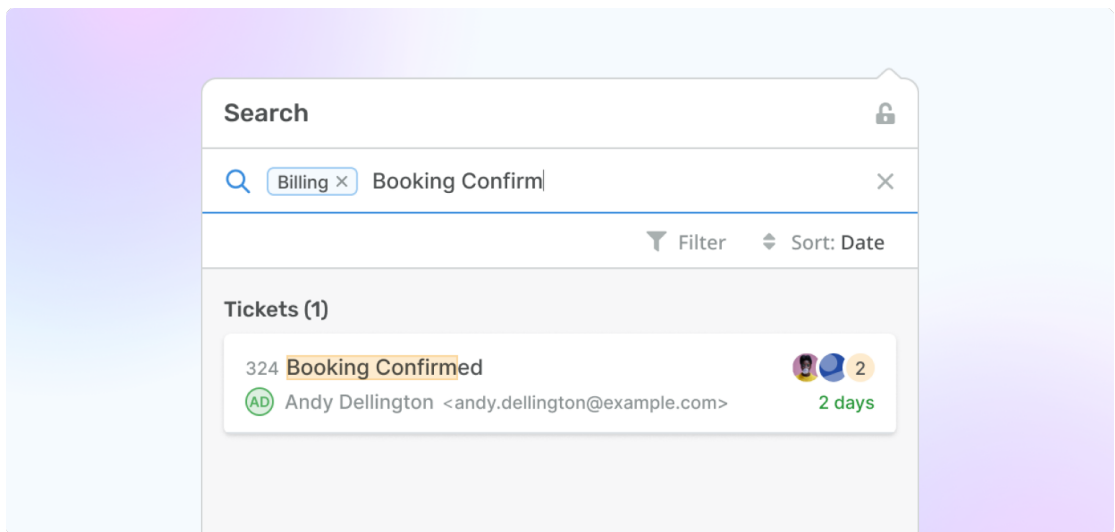 Search
Billing × Booking Confirm
Filter Sort: Date
Tickets (1)
324 Booking Confirmed 2
AD Andy Dellington <andy.dellington@example.com> 2 days